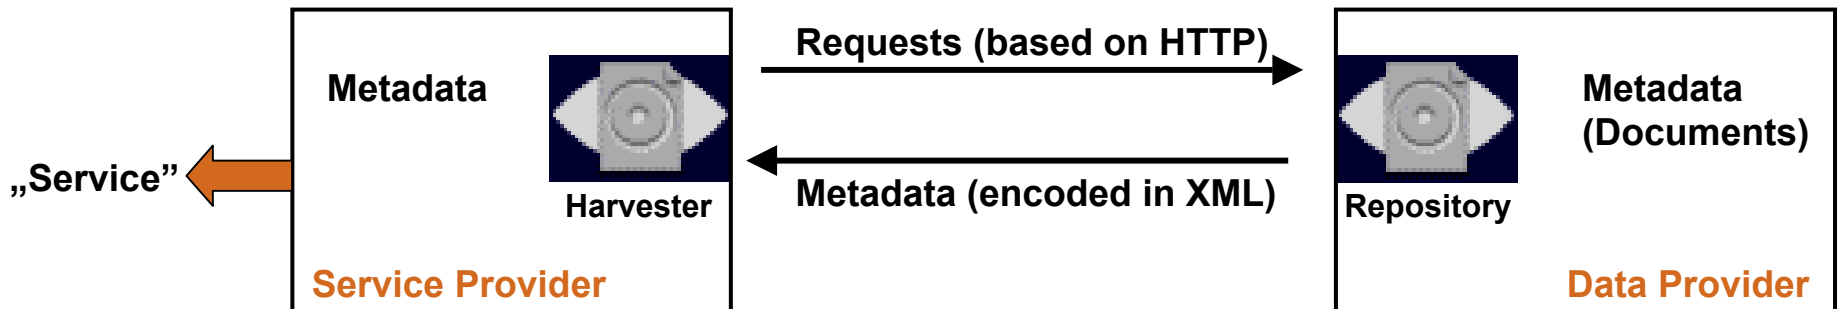 „Service”
Metadata
Harvester
Service Provider
Requests (based on HTTP)
Metadata (encoded in XML)
Repository
Metadata
(Documents)
Data Provider